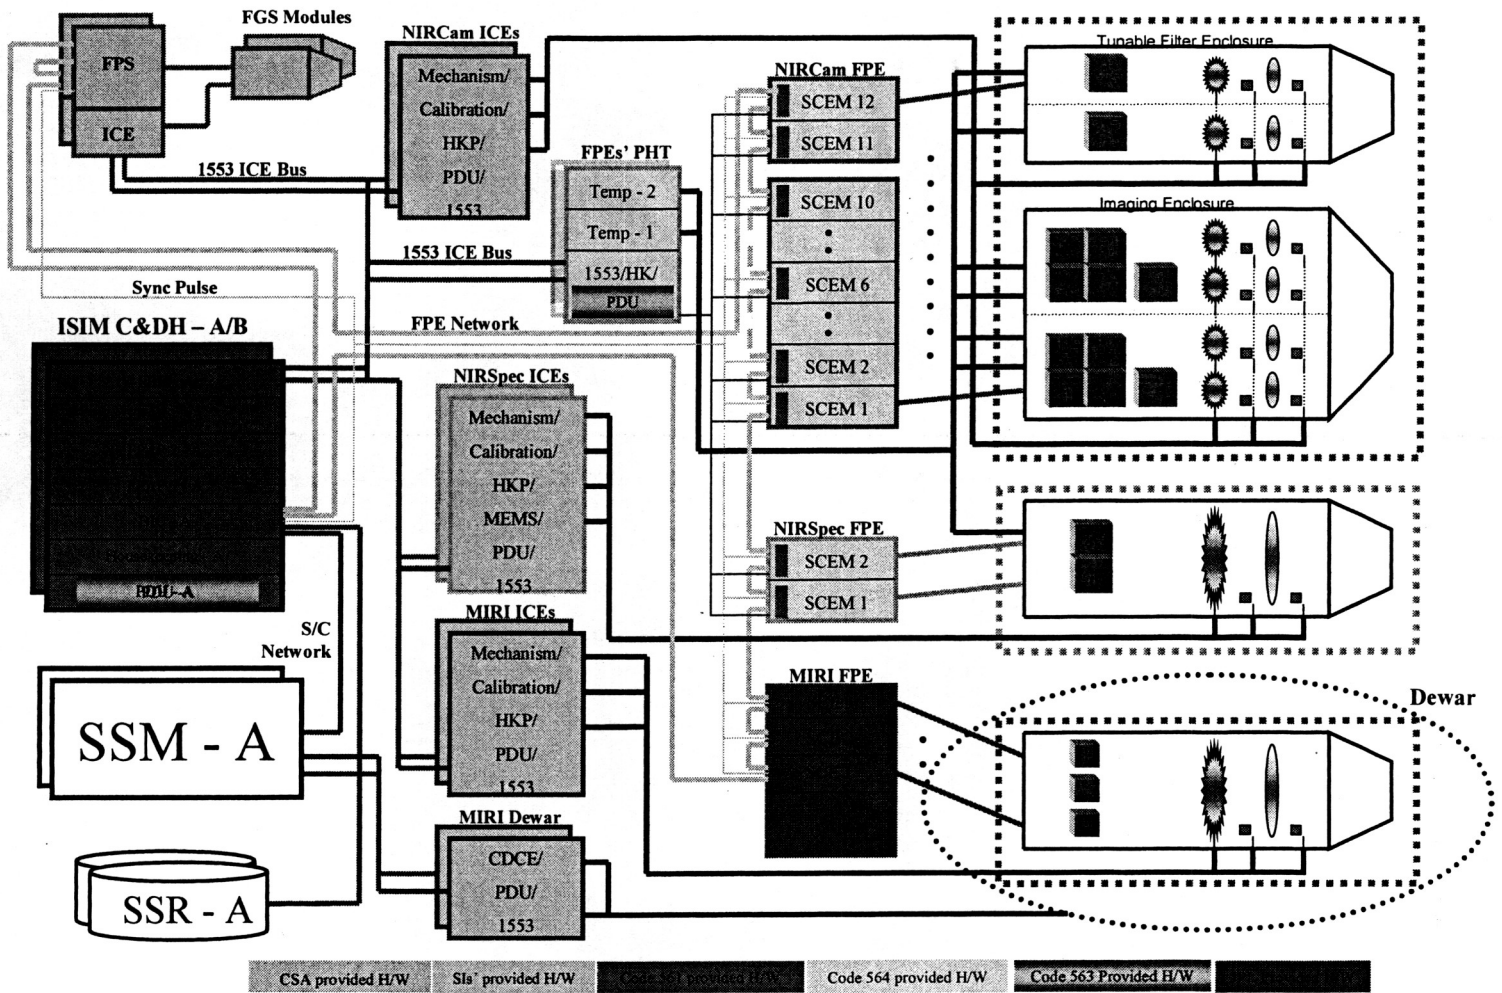 FGS Modules
FPS
ICE
NIRCam ICEs
Mechanism/
Calibration/
HKP/
PDU/
1553
1553 ICE Bus
FPEs' PHT
Temp - 2
Temp - 1
1553/HK/
PDU
1553 ICE Bus
Sync Pulse
FPE Network
NIRCam FPE
SCEM 12
SCEM 11
SCEM 10
SCEM 6
SCEM 2
SCEM 1
Tunable Filter Enclosure
Imaging Enclosure
ISIM C&DH – A/B
S/C
Network
NIRSpec ICEs
Mechanism/
Calibration/
HKP/
MEMS/
PDU/
1553
NIRSpec FPE
SCEM 2
SCEM 1
MIRI ICEs
Mechanism/
Calibration/
HKP/
PDU/
1553
MIRI FPE
Dewar
SSM - A
SSR - A
MIRI Dewar
CDCE/
PDU/
1553
CSA provided H/W
SIs' provided H/W
Code 561 provided H/W
Code 564 provided H/W
Code 563 Provided H/W